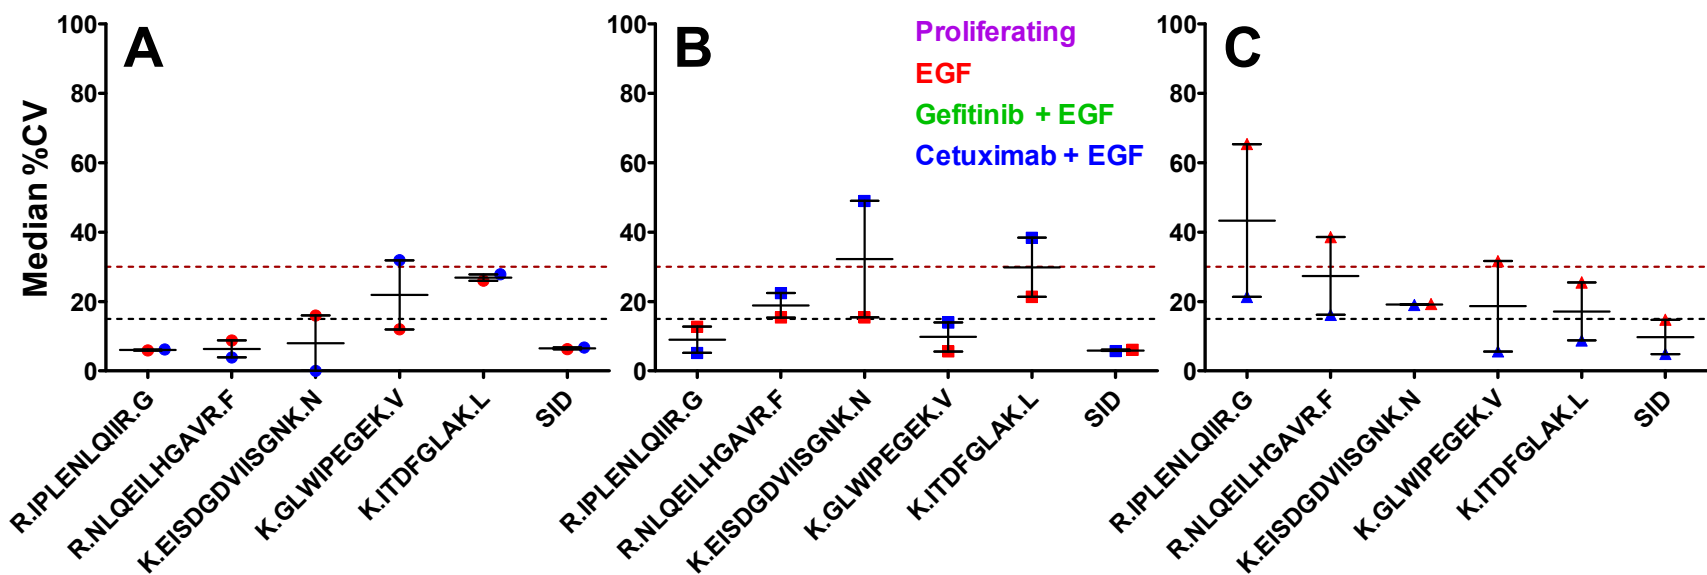 A
B
C
Proliferating
EGF
Gefitinib + EGF
Cetuximab + EGF
Median %CV
100
80
60
40
20
0
100
80
60
40
20
0
100
80
60
40
20
0
R.IPLENLQIIR.G
R.NLQEILHGAVR.F
K.EISDGDVIISGNK.N
K.GLWIPEGEK.V
K.ITDFGLAK.L
SID
R.IPLENLQIIR.G
R.NLQEILHGAVR.F
K.EISDGDVIISGNK.N
K.GLWIPEGEK.V
K.ITDFGLAK.L
SID
R.IPLENLQIIR.G
R.NLQEILHGAVR.F
K.EISDGDVIISGNK.N
K.GLWIPEGEK.V
K.ITDFGLAK.L
SID